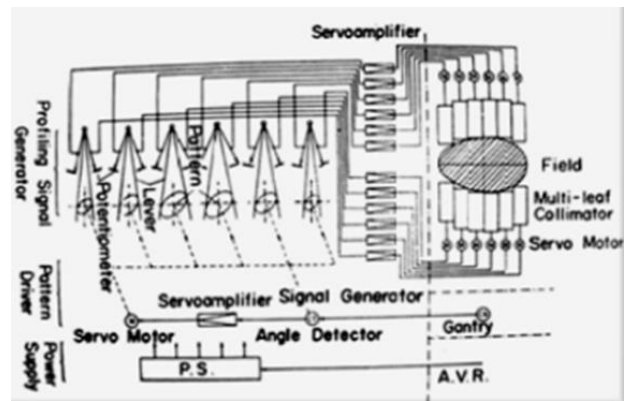 Servoamplifier
Profiling Signal
Generator
Pattern
Lever
Potentiometer
Field
Multi-leaf
Collimator
Servo Motor
Pattern
Driver
Servoamplifier
Signal Generator
Servo Motor
Angle Detector
Gantry
Power
Supply
P.S.
A.V.R.